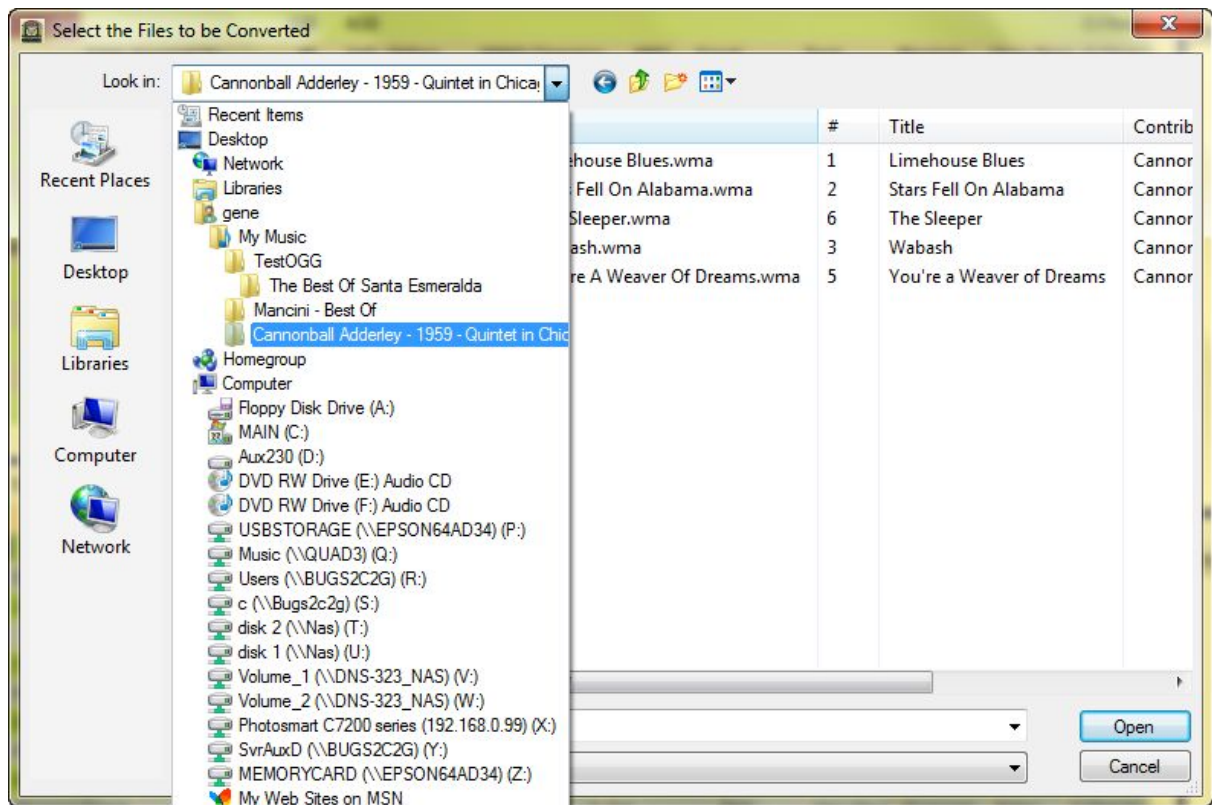 Select the Files to be Converted
Look in:
Cannonball Adderley - 1959 - Quintet in Chica
Recent Places
Desktop
Libraries
Computer
Network
Recent Items
Desktop
Network
Libraries
gene
My Music
TestOGG
The Best Of Santa Esmeralda
Mancini - Best Of
Cannonball Adderley - 1959 - Quintet in Chic
Homegroup
Computer
Floppy Disk Drive (A:)
MAIN (C:)
Aux230 (D:)
DVD RW Drive (E:) Audio CD
DVD RW Drive (F:) Audio CD
USBSTORAGE (\\EPSON64AD34) (P:)
Music (\\QUAD3) (Q:)
Users (\\BUGS2C2G) (R:)
c (\\Bugs2c2g) (S:)
disk 2 (\\Nas) (T:)
disk 1 (\\Nas) (U:)
Volume_1 (\\DNS-323_NAS) (V:)
Volume_2 (\\DNS-323_NAS) (W:)
Photosmart C7200 series (192.168.0.99) (X:)
SvrAuxD (\\BUGS2C2G) (Y:)
MEMORYCARD (\\EPSON64AD34) (Z:)
My Web Sites on MSN
# Title Contrib
ehouse Blues.wma 1 Limehouse Blues Cannor
Fell On Alabama.wma 2 Stars Fell On Alabama Cannor
Sleeper.wma 6 The Sleeper Cannor
ash.wma 3 Wabash Cannor
re A Weaver Of Dreams.wma 5 You're a Weaver of Dreams Cannor
Open
Cancel